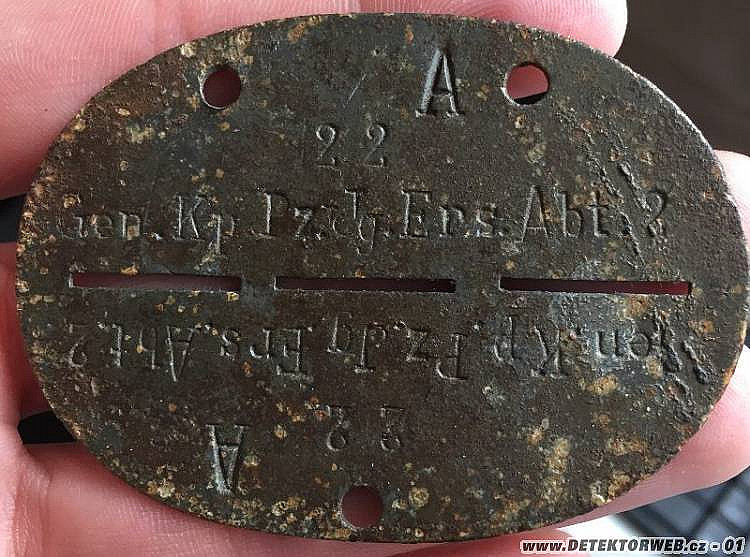 A
22
Gen.Kp.Pz.Jg.Ers.Abt.2
Gen.Kp.Pz.Jg.Ers.Abt.2
22
A
www.DETEKTORWEB.cz - 01